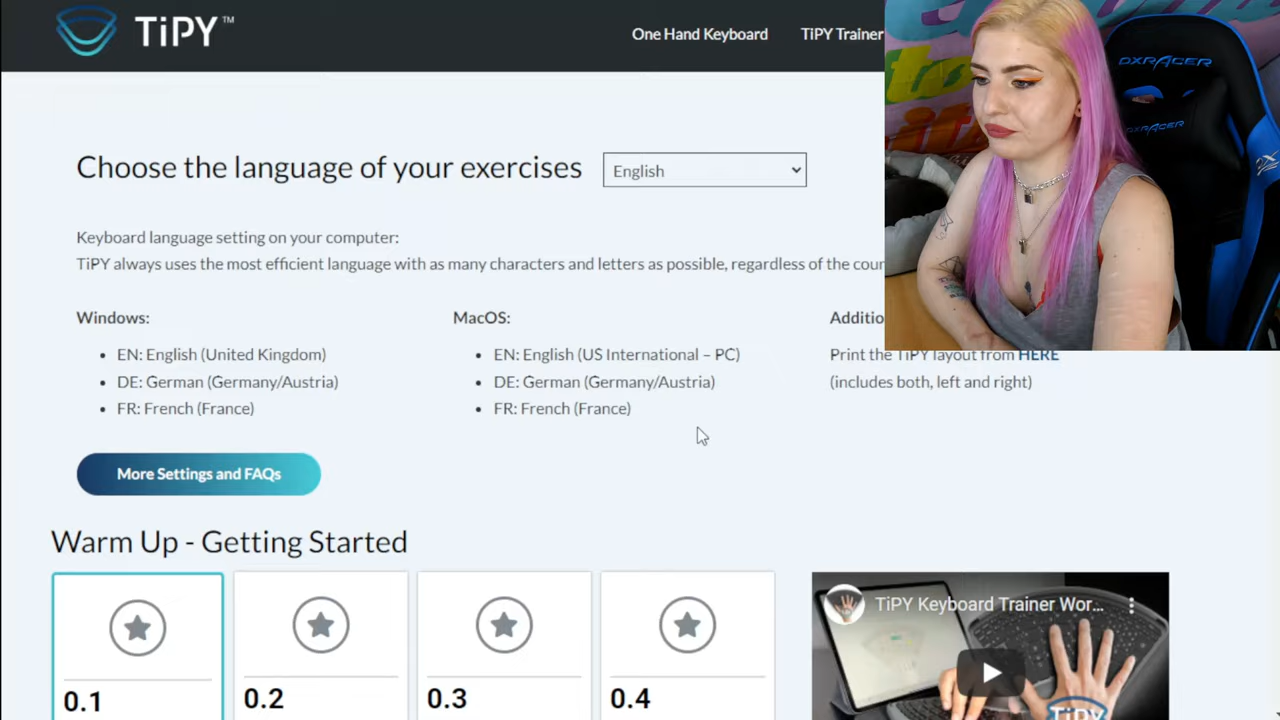 TiPY™
One Hand Keyboard
TiPY Trainer
DXRACER
DXRACER
Choose the language of your exercises
English
Keyboard language setting on your computer:
TiPY always uses the most efficient language with as many characters and letters as possible, regardless of the cour
Windows:
• EN: English (United Kingdom)
• DE: German (Germany/Austria)
• FR: French (France)
MacOS:
• EN: English (US International – PC)
• DE: German (Germany/Austria)
• FR: French (France)
Additio
Print the TiPY layout from HERE
(includes both, left and right)
More Settings and FAQs
Warm Up - Getting Started
0.1
0.2
0.3
0.4
TiPY Keyboard Trainer Wor...
TiPY